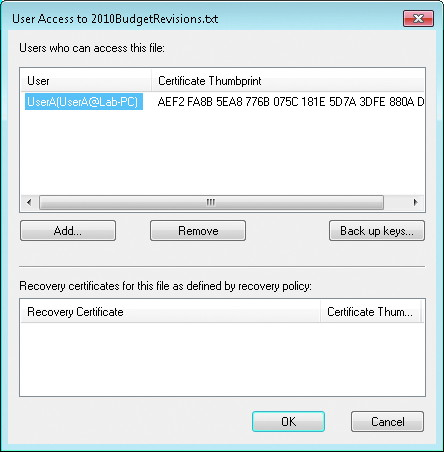 User Access to 2010BudgetRevisions.txt
Users who can access this file:
User Certificate Thumbprint
UserA(UserA@Lab-PC) AEF2 FA8B 5EA8 776B 075C 181E 5D7A 3DFE 880A D
Add... Remove Back up keys...
Recovery certificates for this file as defined by recovery policy:
Recovery Certificate Certificate Thum...
OK Cancel